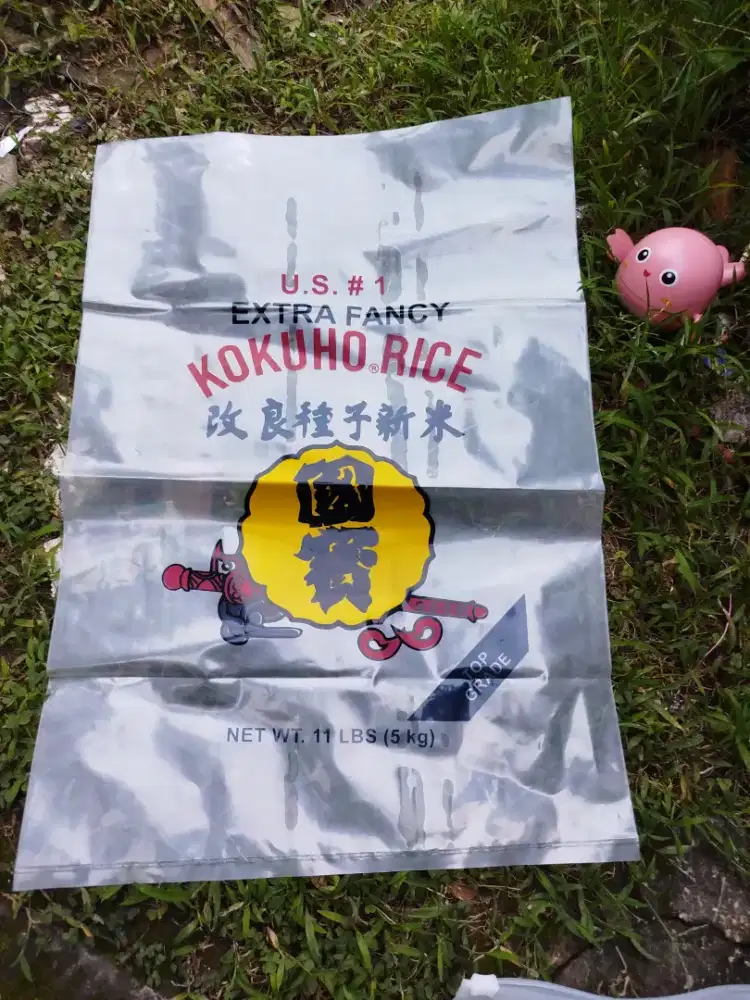 U.S. # 1
EXTRA FANCY
KOKUHO® RICE
改良種子新米
國寳
TOP
GRADE
NET WT. 11 LBS (5 kg)